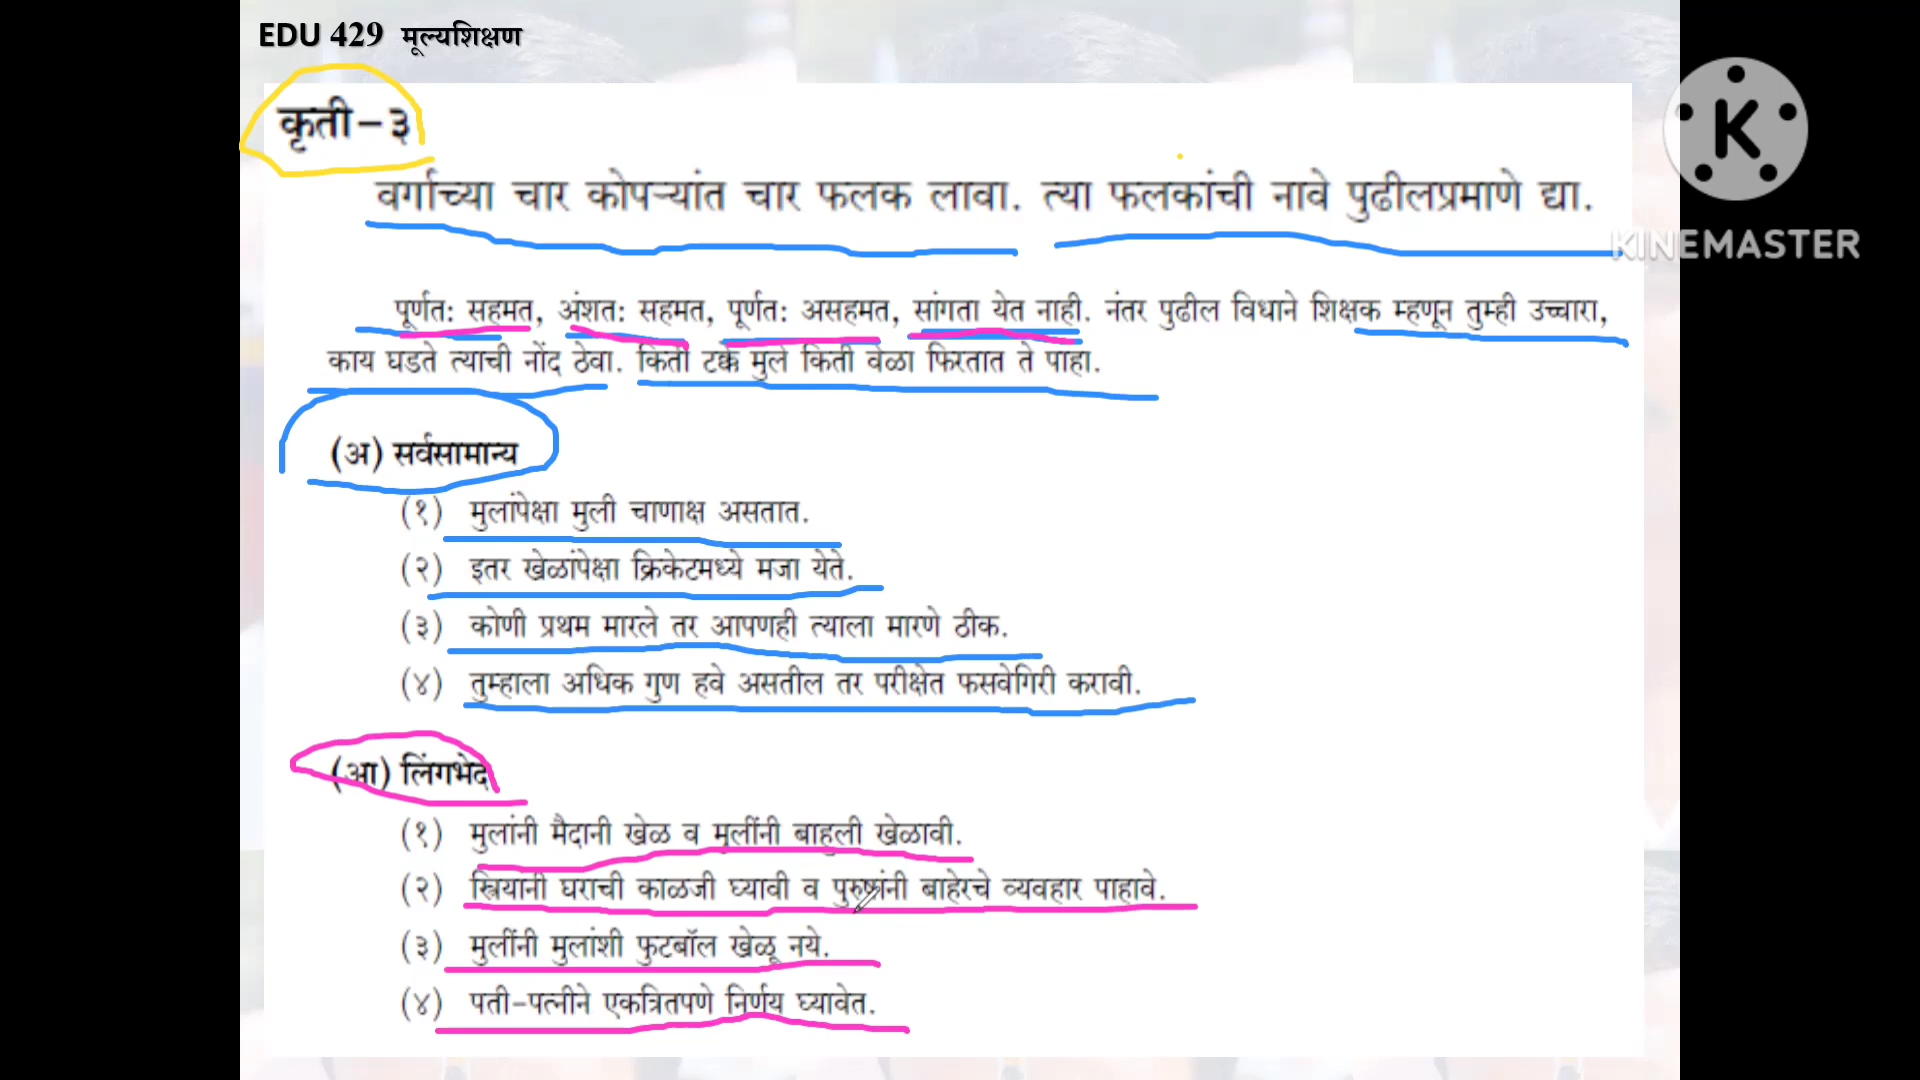 EDU 429 मूल्यशिक्षण
कृती-३
वर्गाच्या चार कोपऱ्यांत चार फलक लावा. त्या फलकांची नावे पुढीलप्रमाणे द्या.
पूर्णत: सहमत, अंशत: सहमत, पूर्णत: असहमत, सांगता येत नाही. नंतर पुढील विधाने शिक्षक म्हणून तुम्ही उच्चारा,
काय घडते त्याची नोंद ठेवा. किती टक्के मुले किती वेळा फिरतात ते पाहा.
(अ) सर्वसामान्य
(१) मुलांपेक्षा मुली चाणाक्ष असतात.
(२) इतर खेळांपेक्षा क्रिकेटमध्ये मजा येते.
(३) कोणी प्रथम मारले तर आपणही त्याला मारणे ठीक.
(४) तुम्हाला अधिक गुण हवे असतील तर परीक्षेत फसवेगिरी करावी.
(आ) लिंगभेद
(१) मुलांनी मैदानी खेळ व मुलींनी बाहुली खेळावी.
(२) स्त्रियानी घराची काळजी घ्यावी व पुरुषांनी बाहेरचे व्यवहार पाहावे.
(३) मुलींनी मुलांशी फुटबॉल खेळू नये.
(४) पती-पत्नीने एकत्रितपणे निर्णय घ्यावेत.
K
KINEMASTER